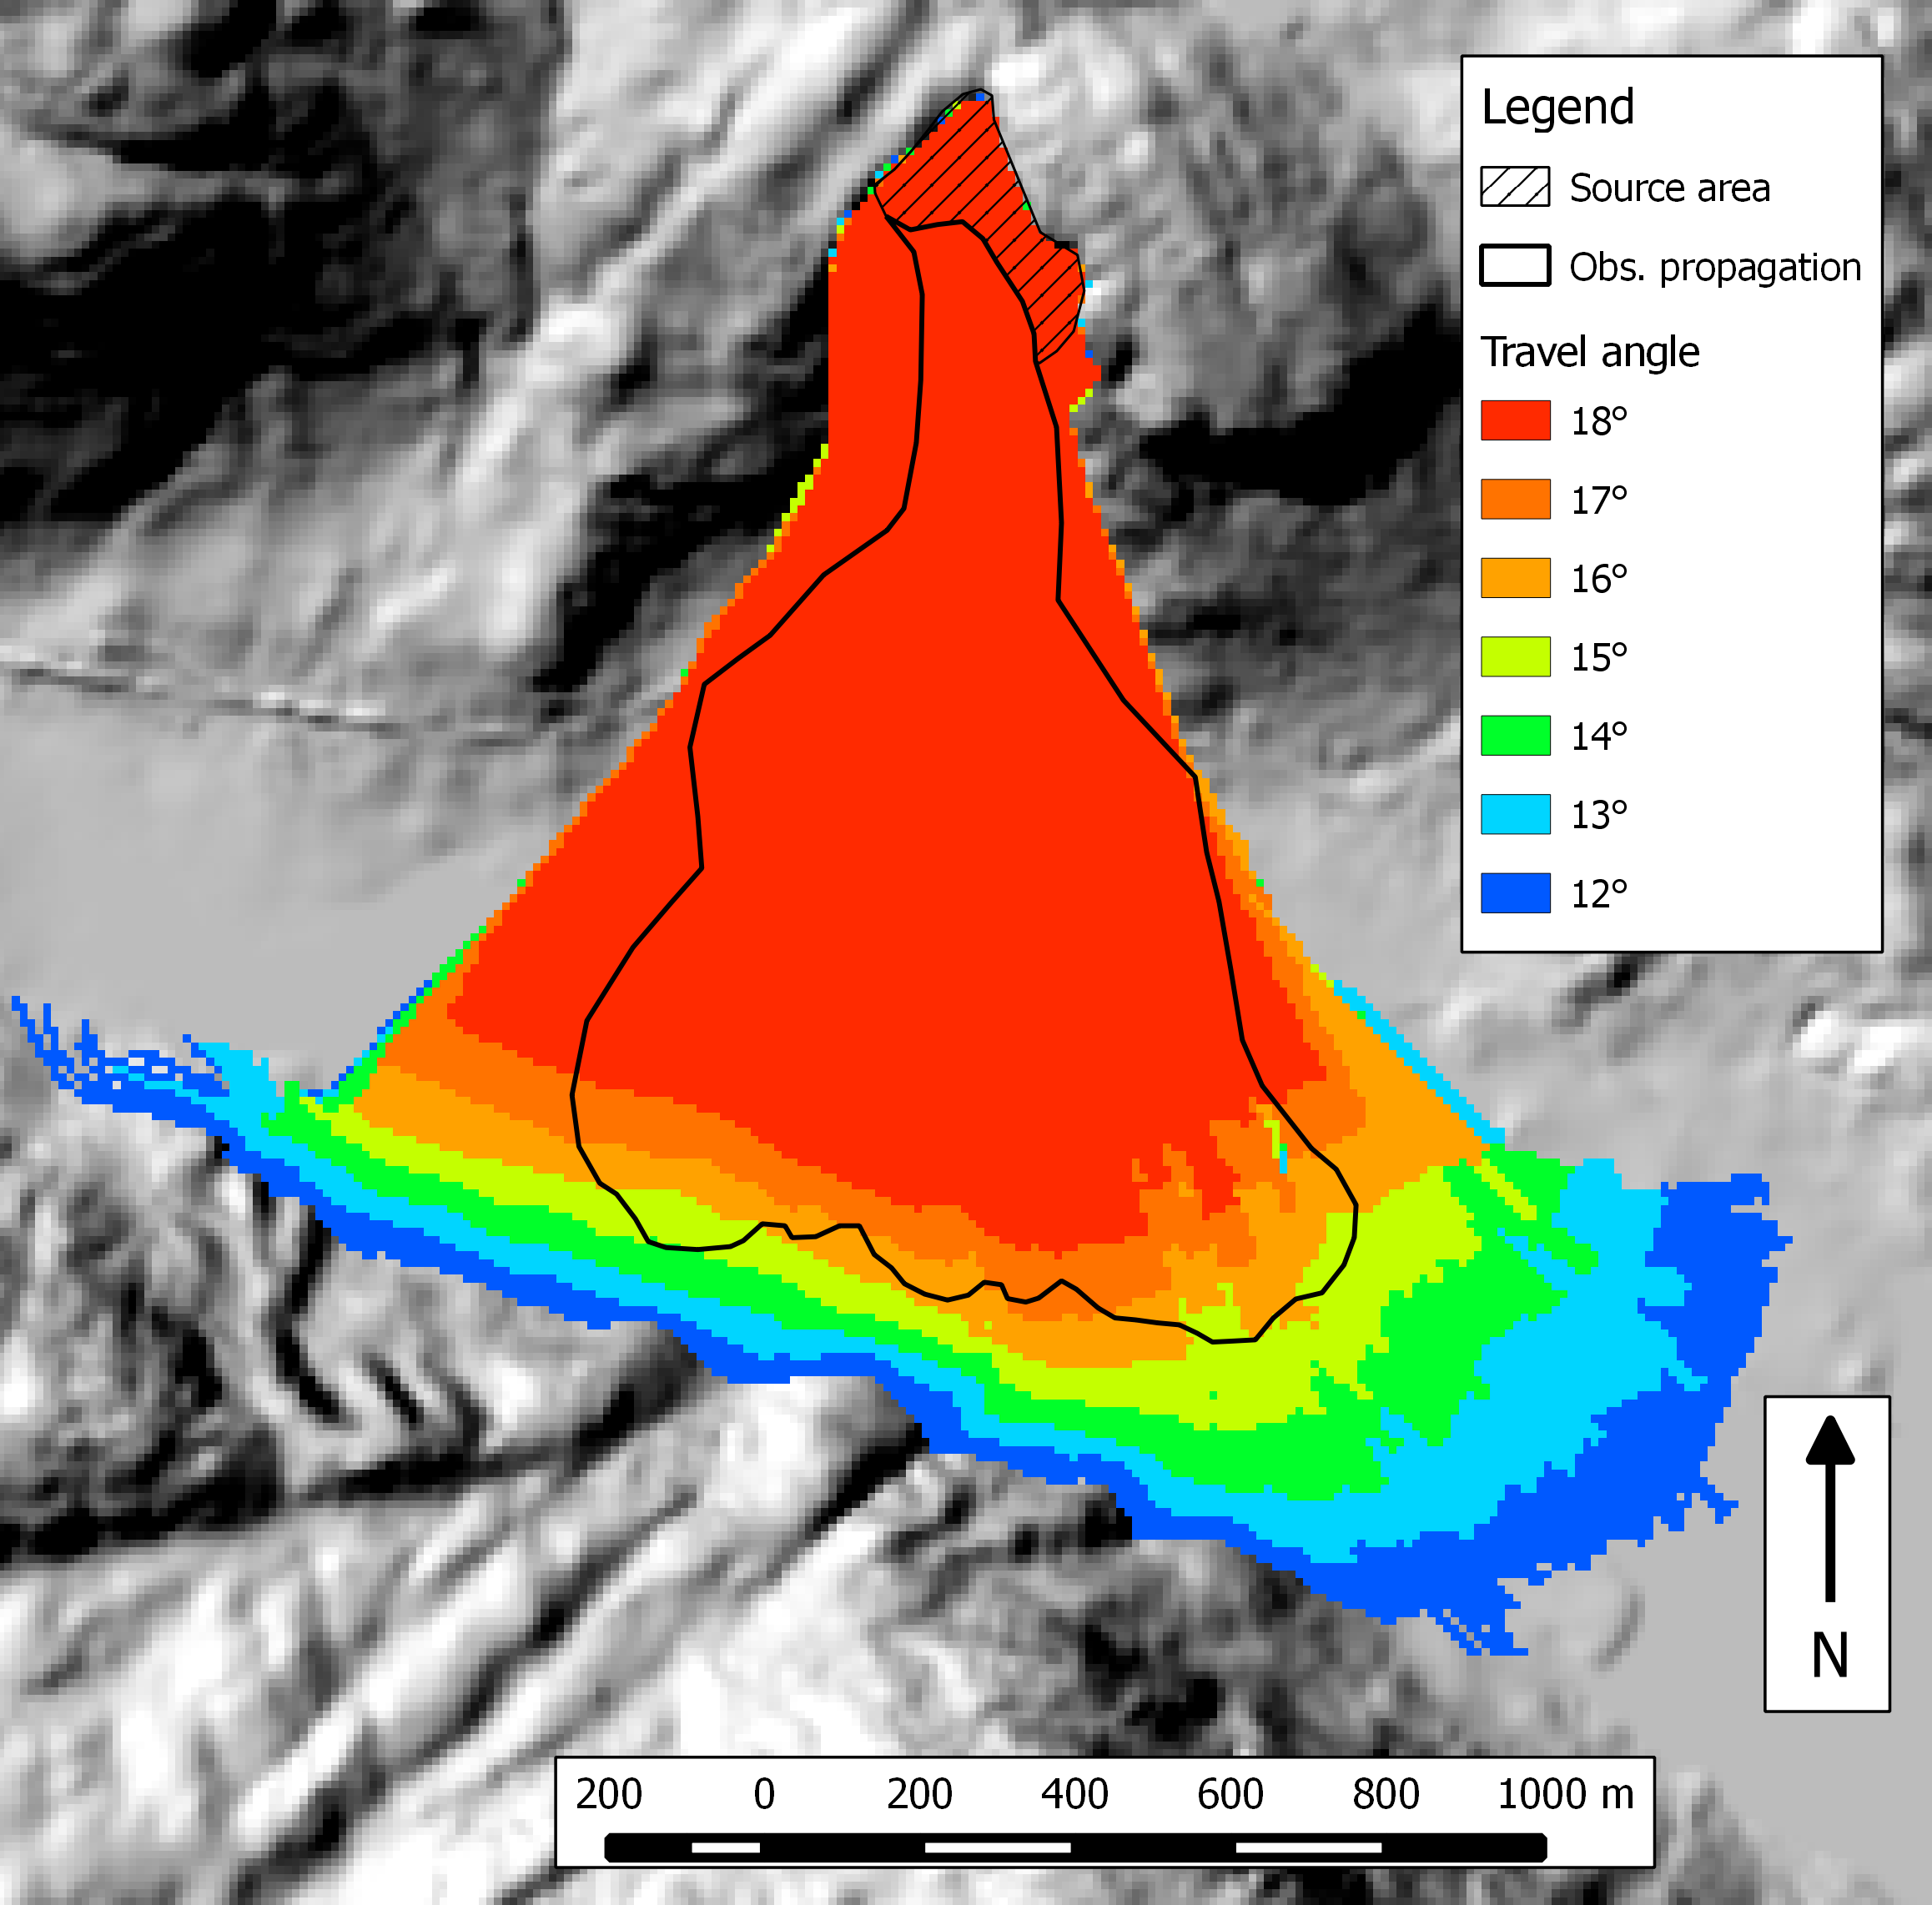 Legend
Source area
Obs. propagation
Travel angle
18°
17°
16°
15°
14°
13°
12°
N
200 0 200 400 600 800 1000 m